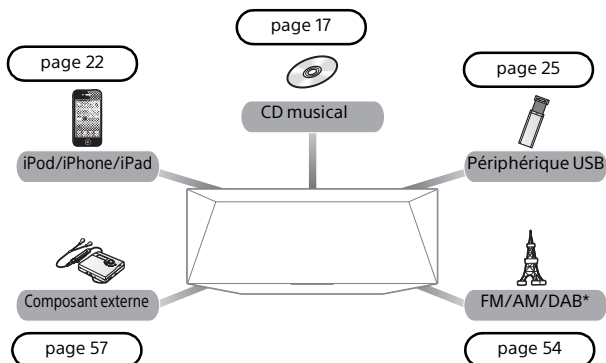 page 17
CD musical
page 22
iPod/iPhone/iPad
page 25
Périphérique USB
Composant externe
page 57
FM/AM/DAB*
page 54